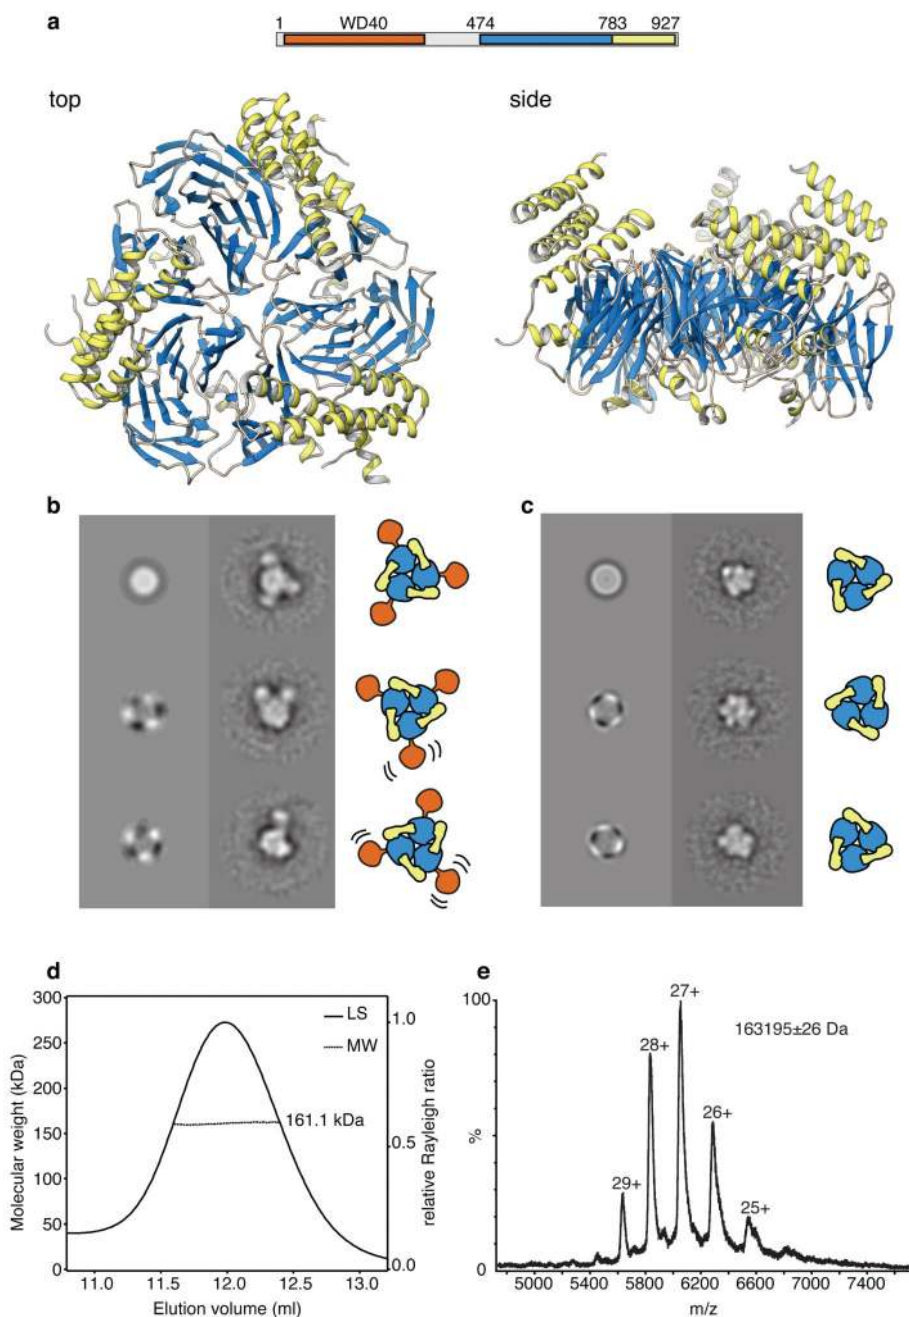 a
1 WD40 474 783 927
top side
b c
d
Molecular weight (kDa)
300
250
200
150
100
50
0
LS
MW
161.1 kDa
1.0
0.5
0.0
relative Rayleigh ratio
11.0 11.5 12.0 12.5 13.0
Elution volume (ml)
e
100
%
0
27+
163195±26 Da
28+
26+
29+
25+
5000 5400 5800 6200 6600 7000 7400
m/z